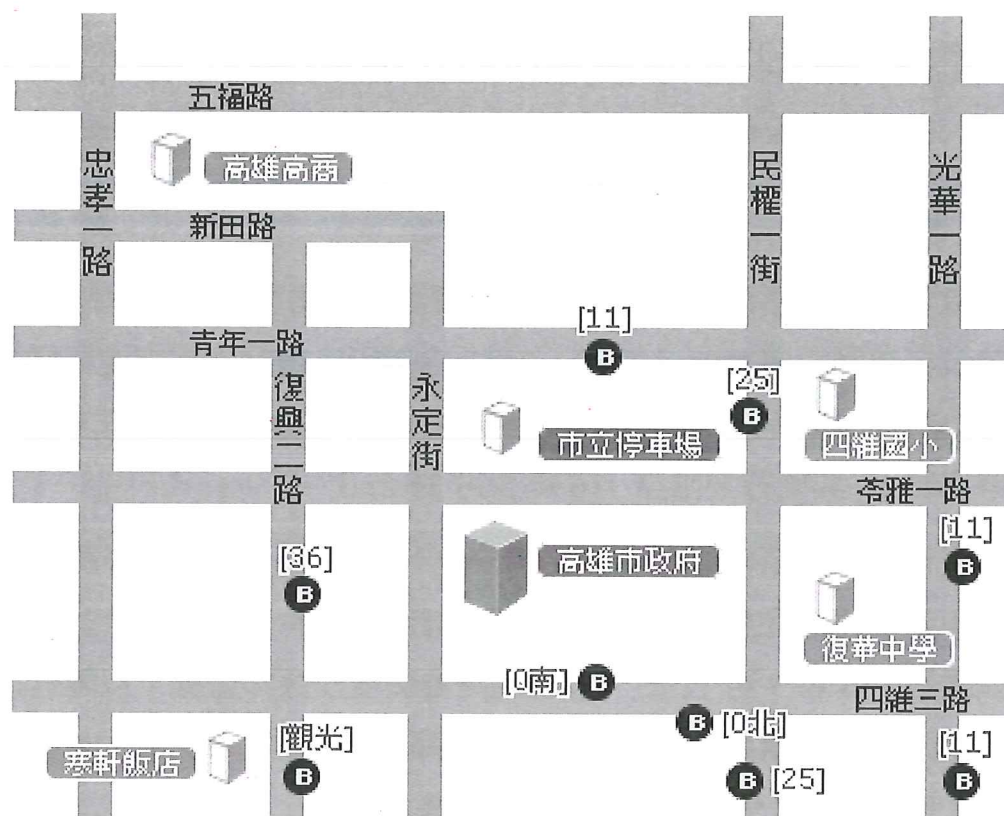 五福路
高雄高商
忠孝一路
新田路
民權一街
光華一路
[11]
B
青年一路
[25]
B
復興二路
永定街
市立停車場
四維國小
苓雅一路
[11]
B
[36]
B
高雄市政府
復華中學
[0南]
B
四維三路
B
[0北]
[觀光]
B
寒軒飯店
B
[25]
[11]
B